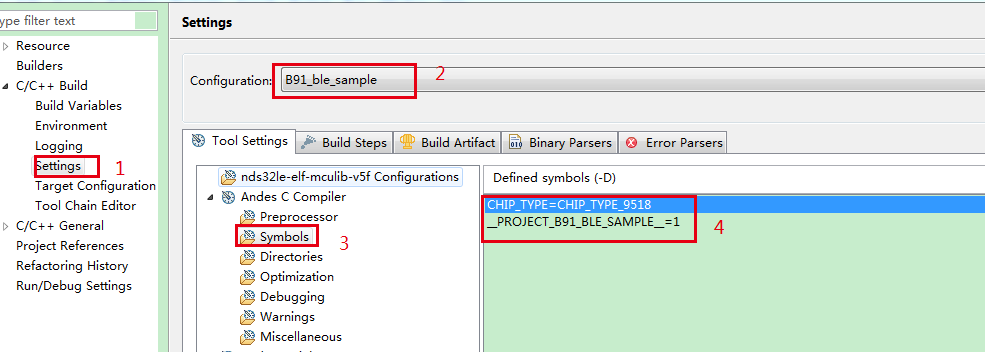 ype filter text
Resource
Builders
C/C++ Build
Build Variables
Environment
Logging
Settings
1
Target Configuration
Tool Chain Editor
C/C++ General
Project References
Refactoring History
Run/Debug Settings
Settings
Configuration: B91_ble_sample
2
Tool Settings Build Steps Build Artifact Binary Parsers Error Parsers
nds32le-elf-mculib-v5f Configurations
Andes C Compiler
Preprocessor
Symbols
3
Directories
Optimization
Debugging
Warnings
Miscellaneous
Defined symbols (-D)
CHIP_TYPE=CHIP_TYPE_9518
__PROJECT_B91_BLE_SAMPLE__=1
4